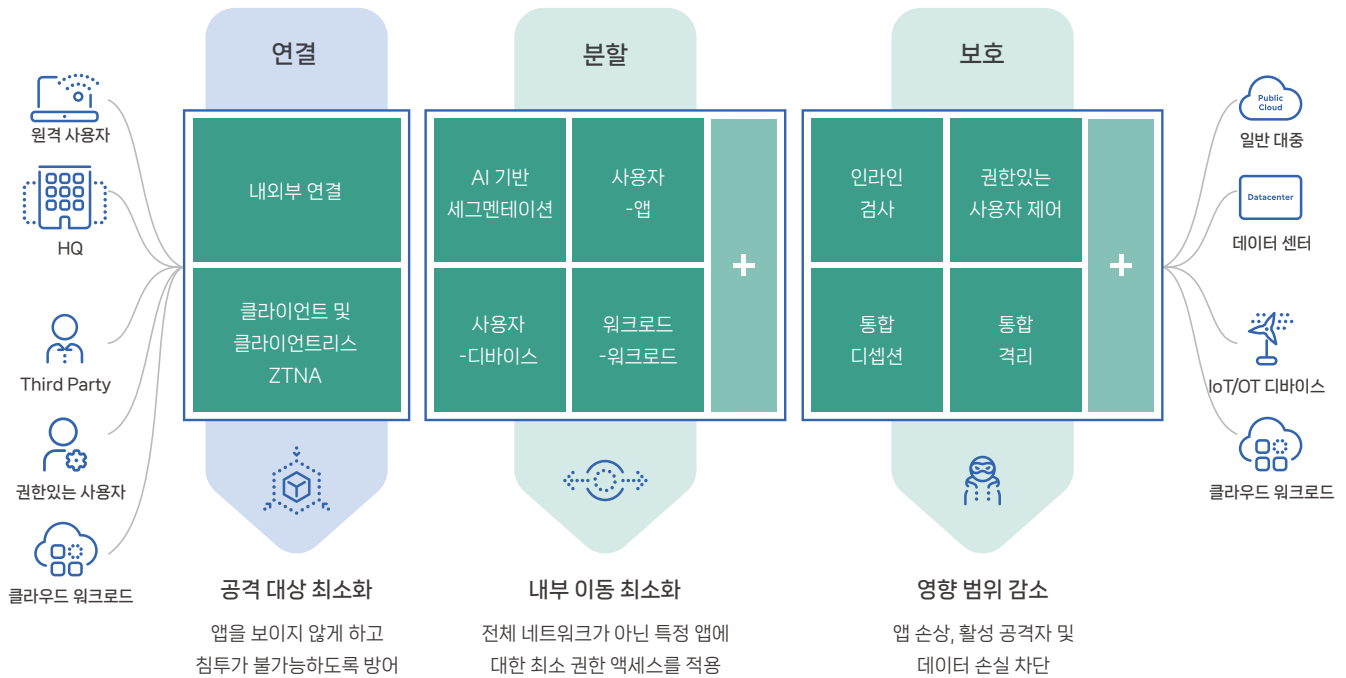 연결
분할
보호
원격 사용자
HQ
Third Party
권한있는 사용자
클라우드 워크로드
내외부 연결
클라이언트 및
클라이언트리스
ZTNA
AI 기반
세그멘테이션
사용자
-앱
사용자
-디바이스
워크로드
-워크로드
+
인라인
검사
권한있는
사용자 제어
통합
디셉션
통합
격리
+
Public
Cloud
일반 대중
Datacenter
데이터 센터
IoT/OT 디바이스
클라우드 워크로드
공격 대상 최소화
앱을 보이지 않게 하고
침투가 불가능하도록 방어
내부 이동 최소화
전체 네트워크가 아닌 특정 앱에
대한 최소 권한 액세스를 적용
영향 범위 감소
앱 손상, 활성 공격자 및
데이터 손실 차단